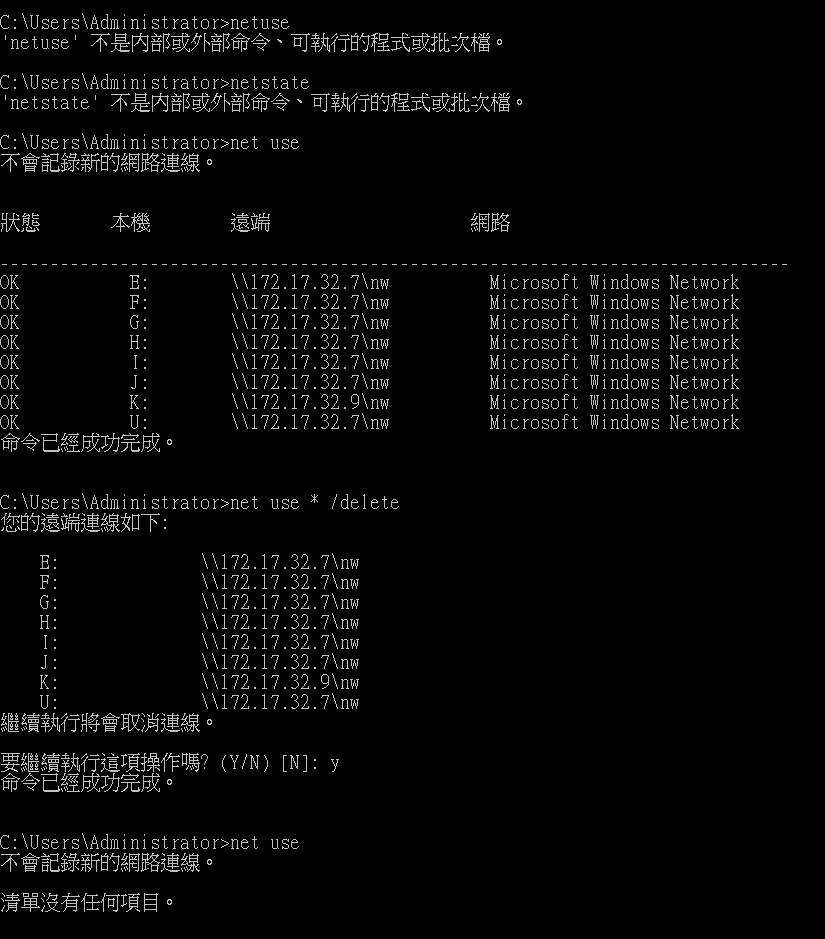 C:\Users\Administrator>netuse
'netuse' 不是內部或外部命令、可執行的程式或批次檔。
C:\Users\Administrator>netstate
'netstate' 不是內部或外部命令、可執行的程式或批次檔。
C:\Users\Administrator>net use
不會記錄新的網路連線。
狀態 本機 遠端 網路
-------------------------------------------------------------------------------
OK E: \\172.17.32.7\nw Microsoft Windows Network
OK F: \\172.17.32.7\nw Microsoft Windows Network
OK G: \\172.17.32.7\nw Microsoft Windows Network
OK H: \\172.17.32.7\nw Microsoft Windows Network
OK I: \\172.17.32.7\nw Microsoft Windows Network
OK J: \\172.17.32.7\nw Microsoft Windows Network
OK K: \\172.17.32.9\nw Microsoft Windows Network
OK U: \\172.17.32.7\nw Microsoft Windows Network
命令已經成功完成。
C:\Users\Administrator>net use * /delete
您的遠端連線如下:
E: \\172.17.32.7\nw
F: \\172.17.32.7\nw
G: \\172.17.32.7\nw
H: \\172.17.32.7\nw
I: \\172.17.32.7\nw
J: \\172.17.32.7\nw
K: \\172.17.32.9\nw
U: \\172.17.32.7\nw
繼續執行將會取消連線。
要繼續執行這項操作嗎? (Y/N) [N]: y
命令已經成功完成。
C:\Users\Administrator>net use
不會記錄新的網路連線。
清單沒有任何項目。